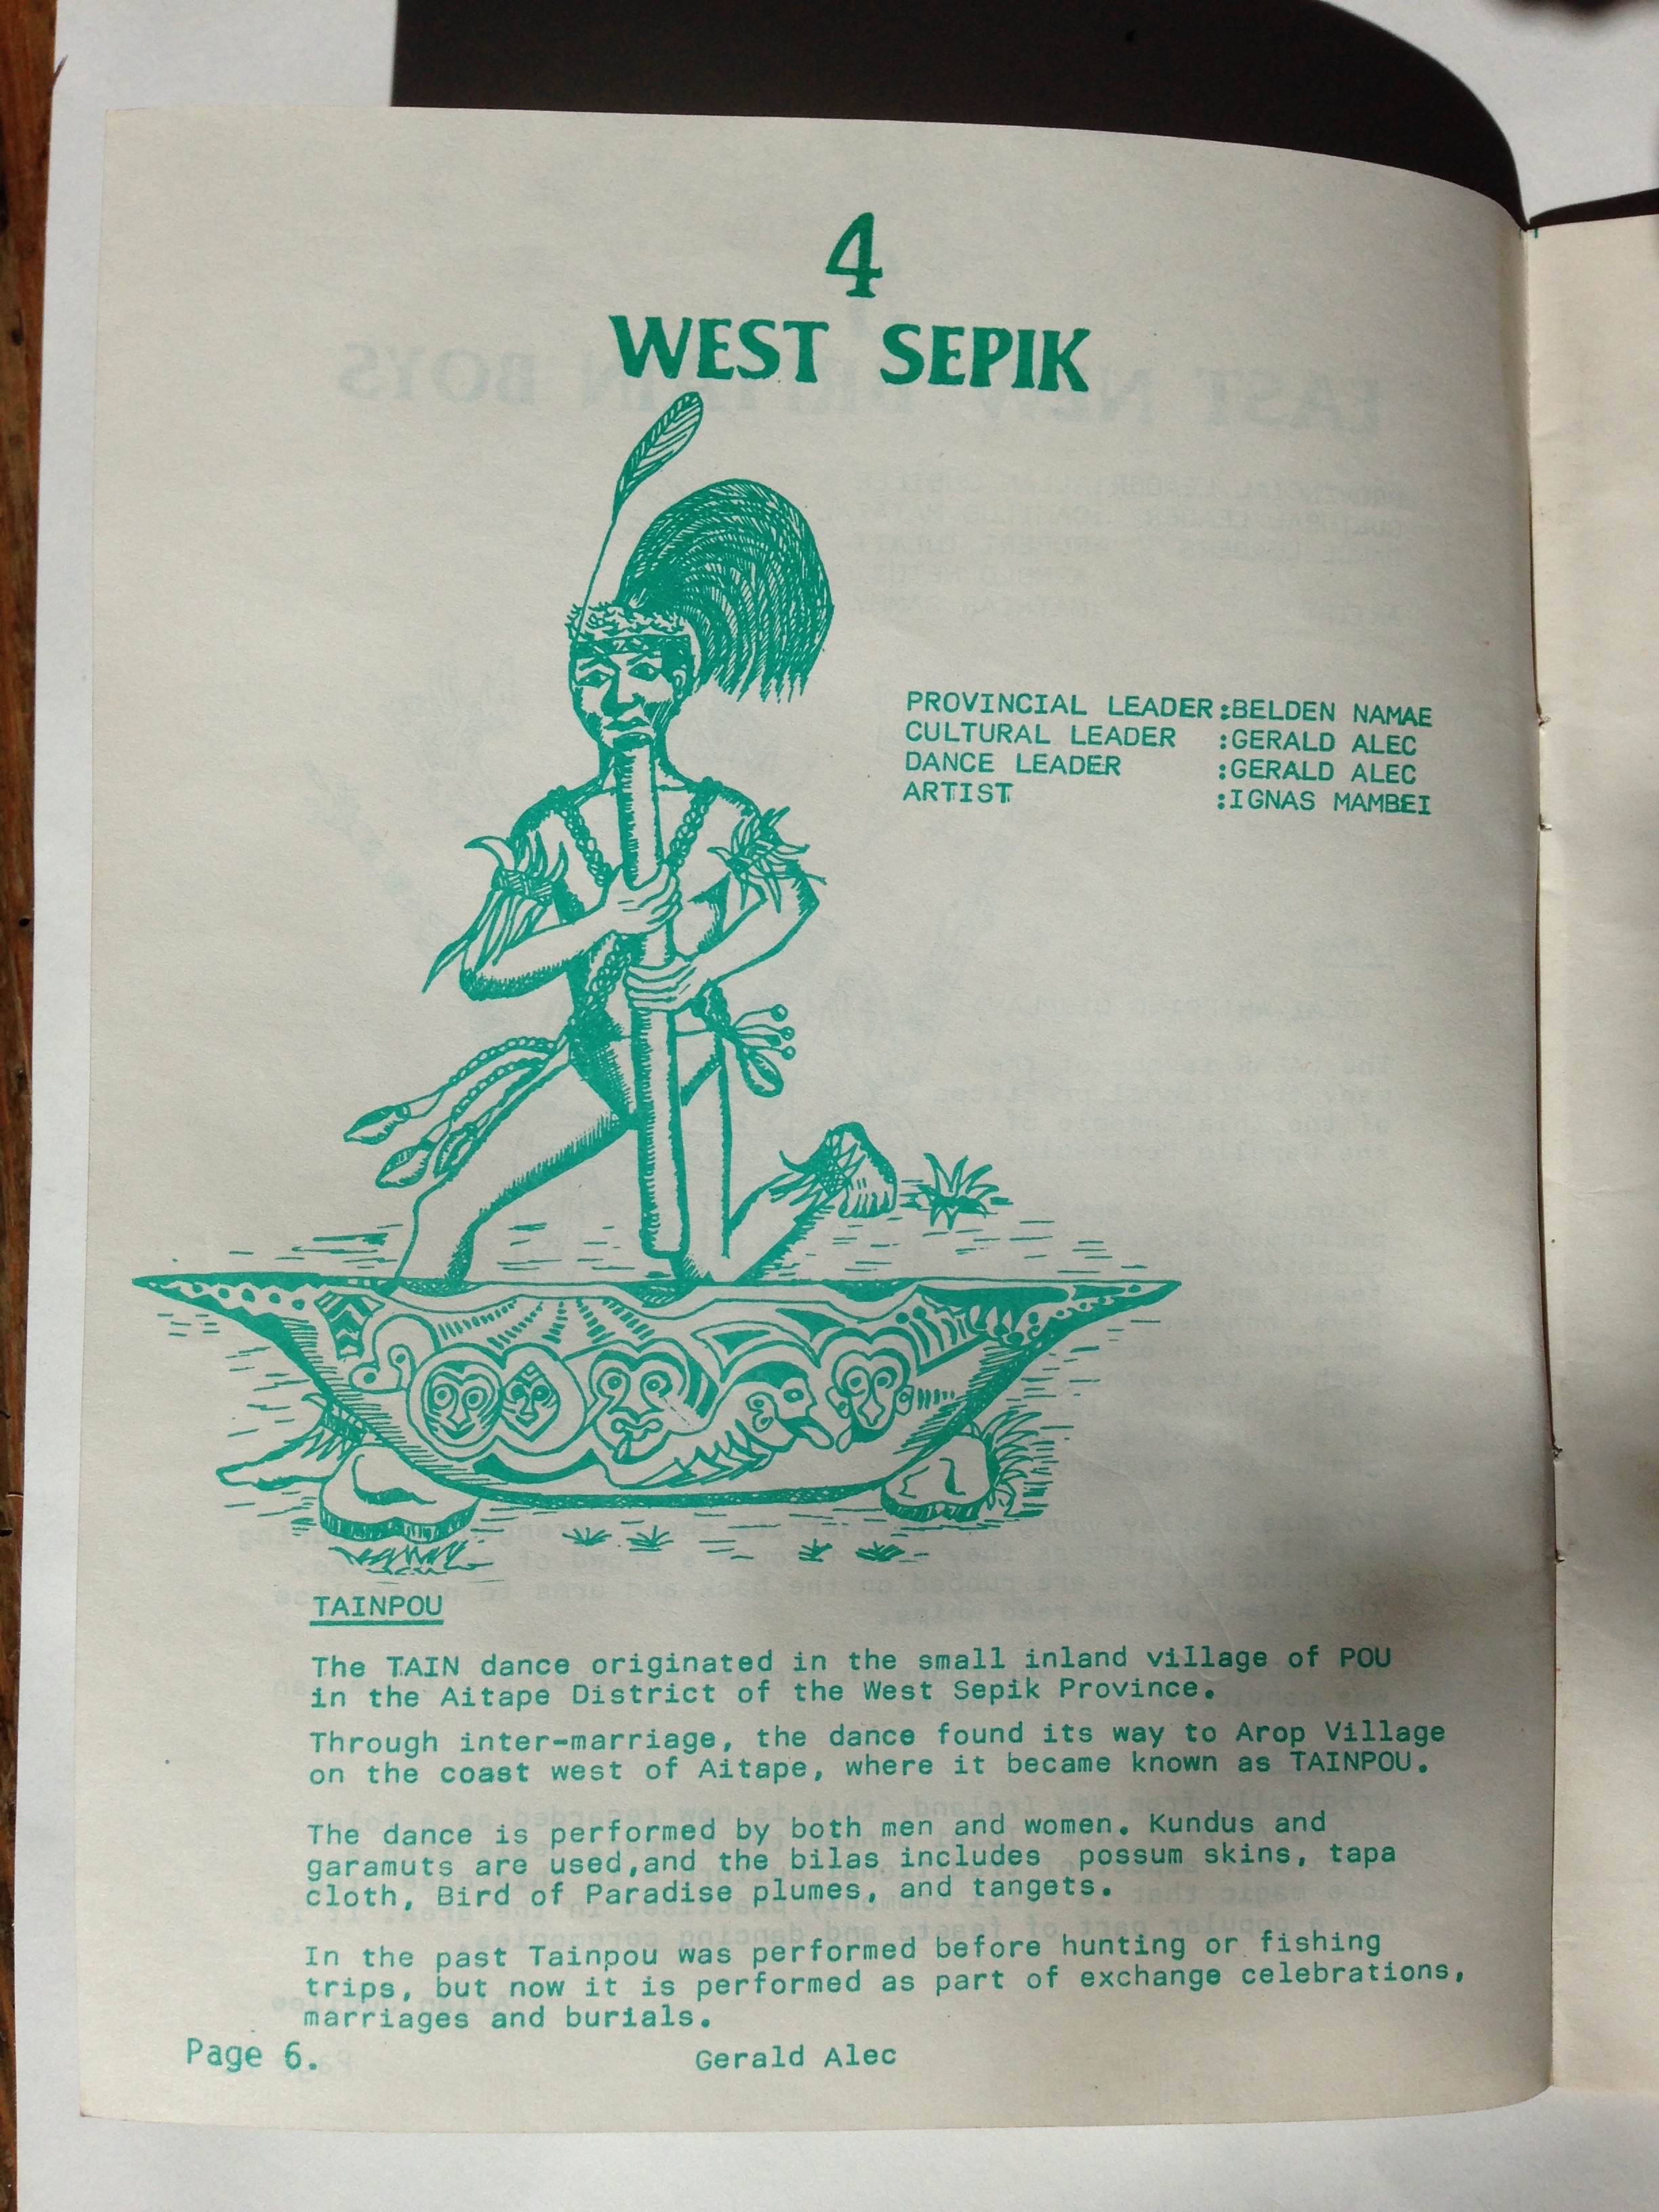 4
WEST SEPIK
PROVINCIAL LEADER:BELDEN NAMAE
CULTURAL LEADER :GERALD ALEC
DANCE LEADER :GERALD ALEC
ARTIST :IGNAS MAMBEI
TAINPOU
The TAIN dance originated in the small inland village of POU
in the Aitape District of the West Sepik Province.
Through inter-marriage, the dance found its way to Arop Village
on the coast west of Aitape, where it became known as TAINPOU.
The dance is performed by both men and women. Kundus and
garamuts are used,and the bilas includes possum skins, tapa
cloth, Bird of Paradise plumes, and tangets.
In the past Tainpou was performed before hunting or fishing
trips, but now it is performed as part of exchange celebrations,
marriages and burials.
Page 6.
Gerald Alec